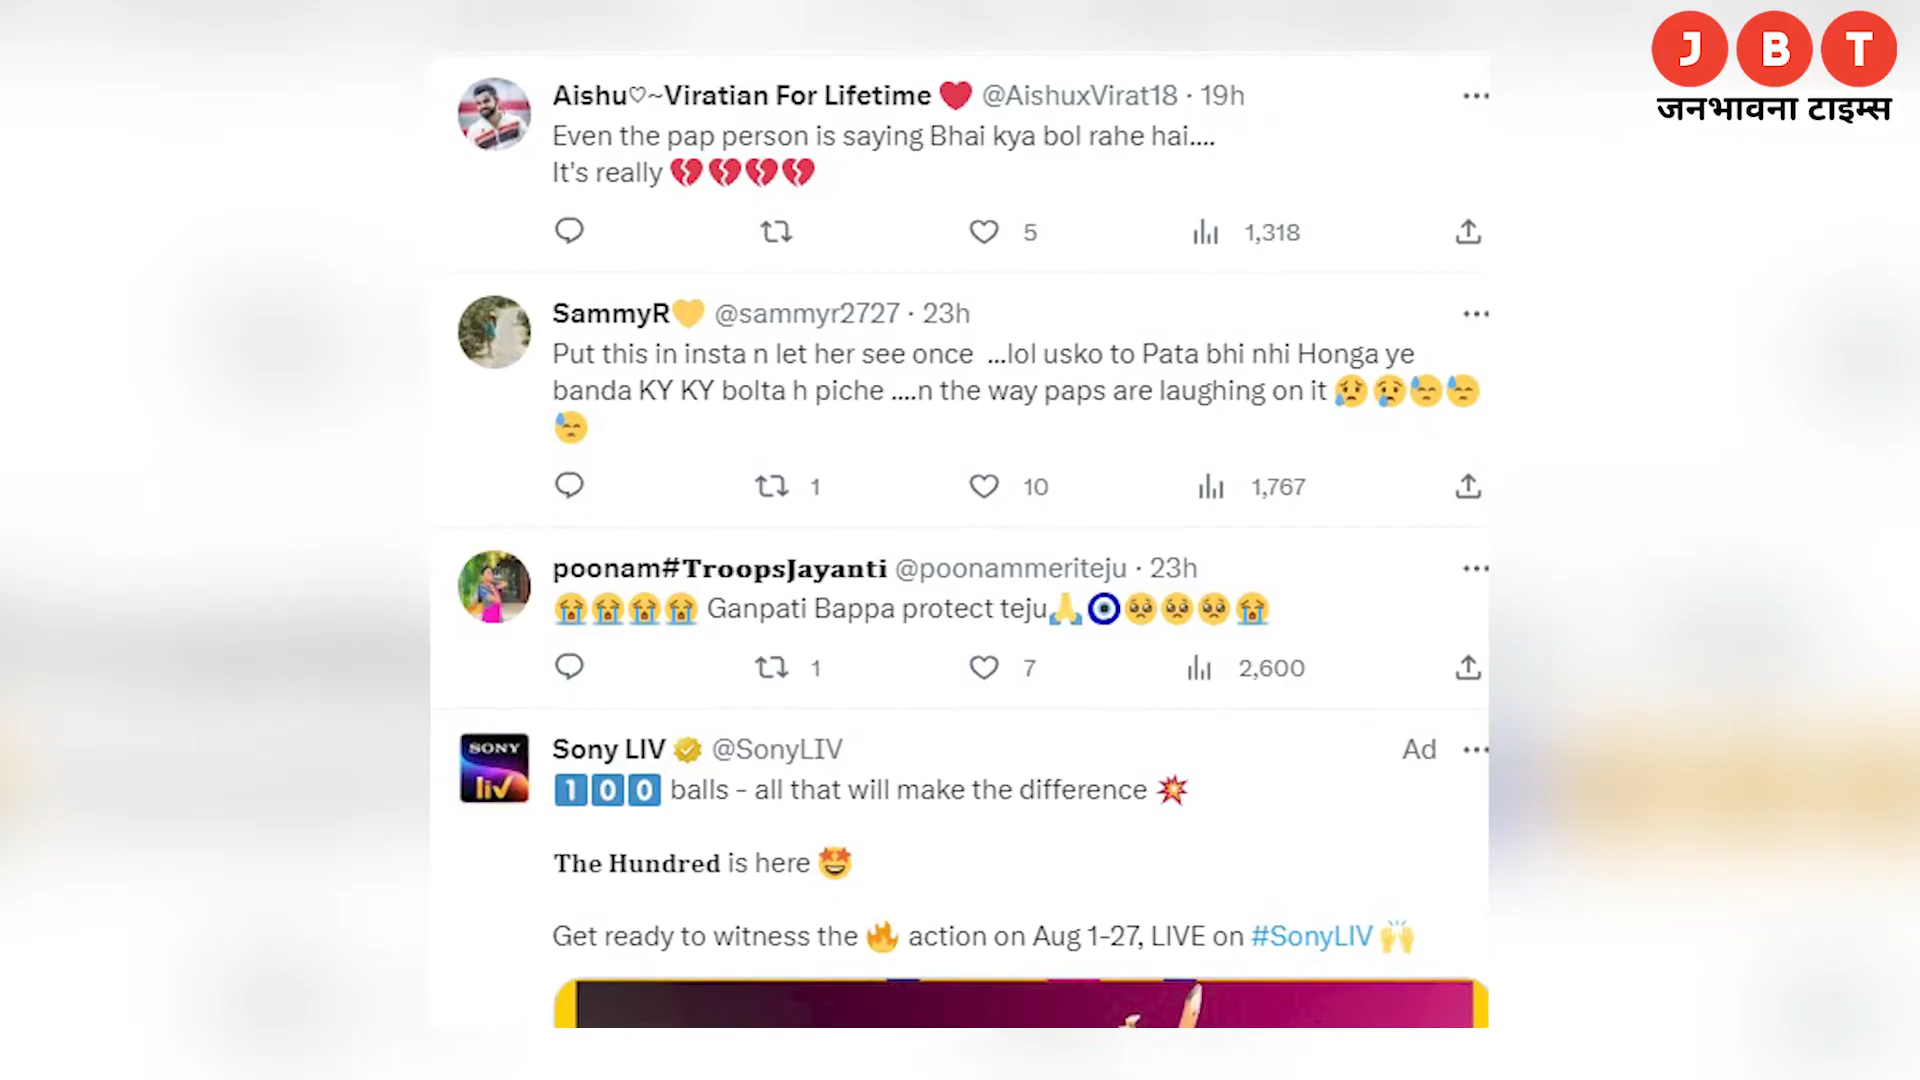 J B T
जनभावना टाइम्स
Aishu♡~Viratian For Lifetime ❤️ @AishuxVirat18 · 19h
Even the pap person is saying Bhai kya bol rahe hai....
It's really 💔💔💔💔
5 1,318
SammyR💛 @sammyr2727 · 23h
Put this in insta n let her see once ...lol usko to Pata bhi nhi Honga ye
banda KY KY bolta h piche ....n the way paps are laughing on it 😥😢😓😓
😓
1 10 1,767
poonam#TroopsJayanti @poonammeriteju · 23h
😭😭😭😭 Ganpati Bappa protect teju🙏🧿🥺🥺🥺😭
1 7 2,600
SONY
liv
Sony LIV @SonyLIV Ad
1️⃣0️⃣0️⃣ balls - all that will make the difference 💥
The Hundred is here 🤩
Get ready to witness the 🔥 action on Aug 1-27, LIVE on #SonyLIV 🙌